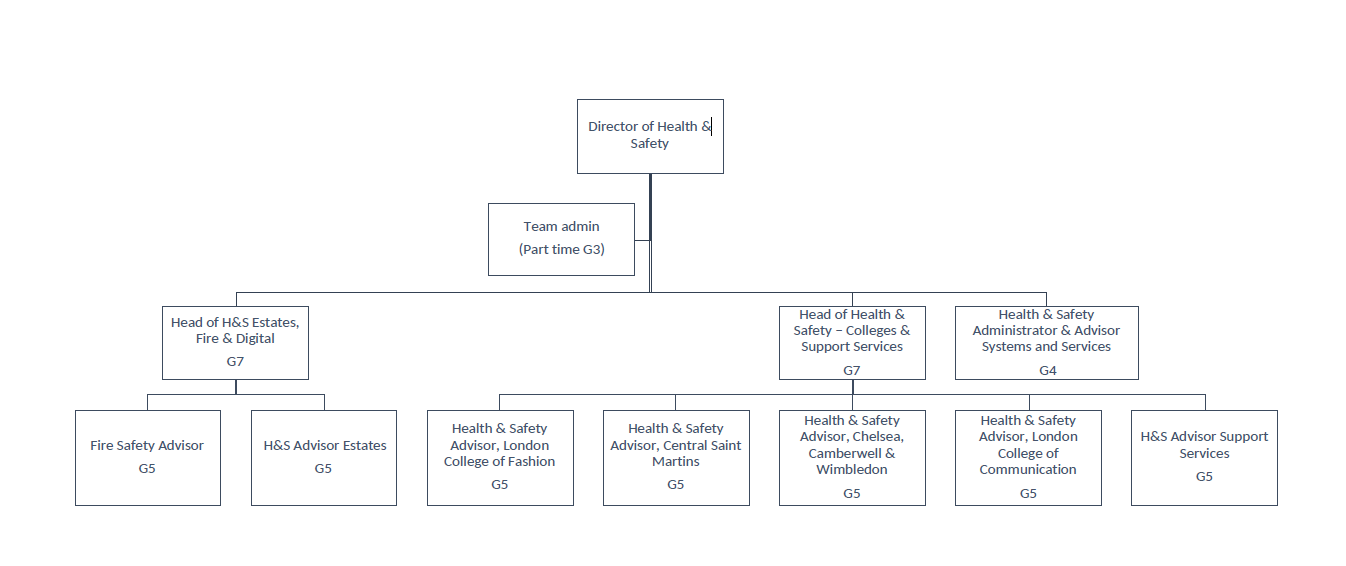 Director of Health &
Safety
Team admin
(Part time G3)
Head of H&S Estates,
Fire & Digital
G7
Head of Health &
Safety – Colleges &
Support Services
G7
Health & Safety
Administrator & Advisor
Systems and Services
G4
Fire Safety Advisor
G5
H&S Advisor Estates
G5
Health & Safety
Advisor, London
College of Fashion
G5
Health & Safety
Advisor, Central Saint
Martins
G5
Health & Safety
Advisor, Chelsea,
Camberwell &
Wimbledon
G5
Health & Safety
Advisor, London
College of
Communication
G5
H&S Advisor Support
Services
G5